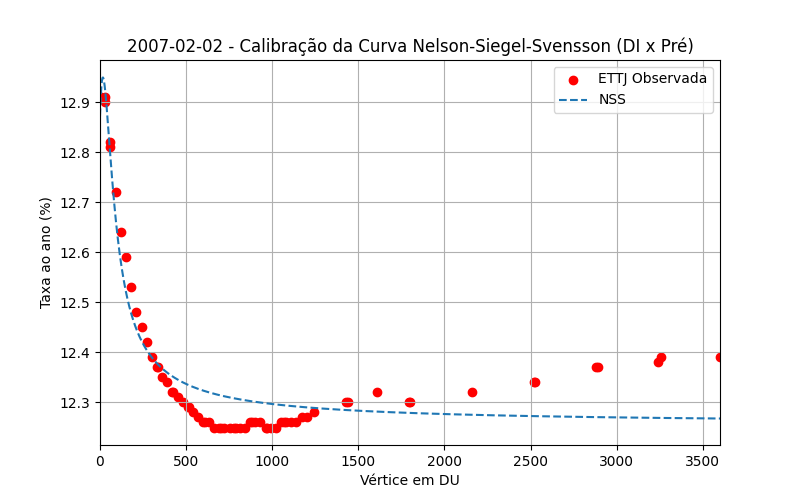 2007-02-02 - Calibração da Curva Nelson-Siegel-Svensson (DI x Pré)
ETTJ Observada
NSS
Taxa ao ano (%)
12.9
12.8
12.7
12.6
12.5
12.4
12.3
0 500 1000 1500 2000 2500 3000 3500
Vértice em DU